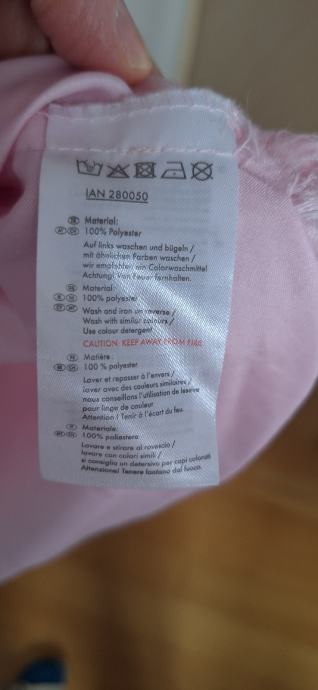 IAN 280050
Material:
100% Polyester
Auf links waschen und bügeln /
mit ähnlichen Farben waschen /
wir empfehlen ein Colorwaschmittel
Achtung! Von Feuer fernhalten.
Material:
100% polyester
Wash and iron on reverse /
Wash with similar colours /
Use colour detergent
CAUTION: KEEP AWAY FROM FIRE
Matière :
100 % polyester
Laver et repasser à l'envers /
laver avec des couleurs similaires /
nous conseillons l'utilisation de lessive
pour linge de couleur
Attention ! Tenir à l'écart du feu.
Materiale:
100% poliestere
Lavare e stirare al rovescio /
lavare con colori simili /
si consiglia un detersivo per capi colorati
Attenzione! Tenere lontano dal fuoco.